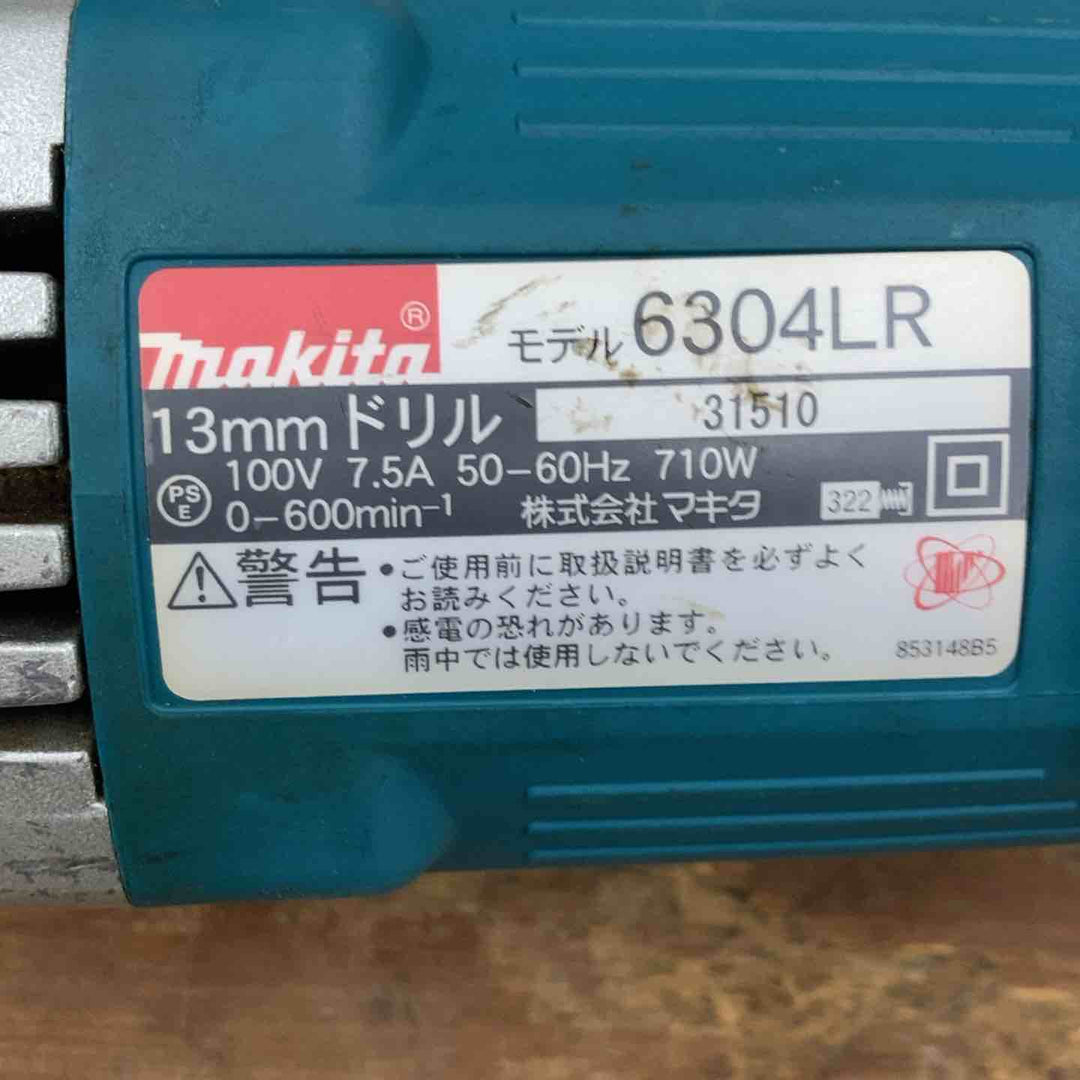 makita®
モデル 6304LR
13mm ドリル 31510
100V 7.5A 50-60Hz 710W
PS E
0-600min-1 株式会社 マキタ 322
警告
•ご使用前に取扱説明書を必ずよく
お読みください。
•感電の恐れがあります。
雨中では使用しないでください。
853148B5